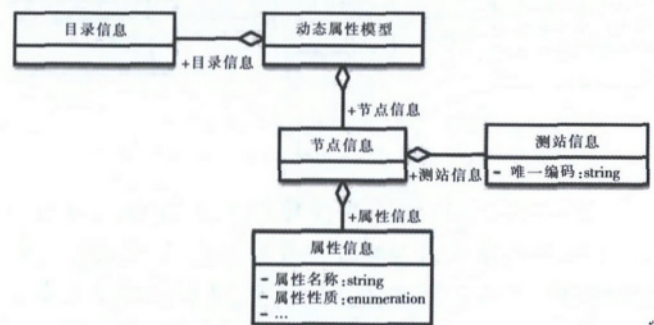 目录信息
动态属性模型
+目录信息
+节点信息
节点信息
测站信息
- 唯一编码:string
+测站信息
+属性信息
属性信息
- 属性名称:string
- 属性性质:enumeration
- ...